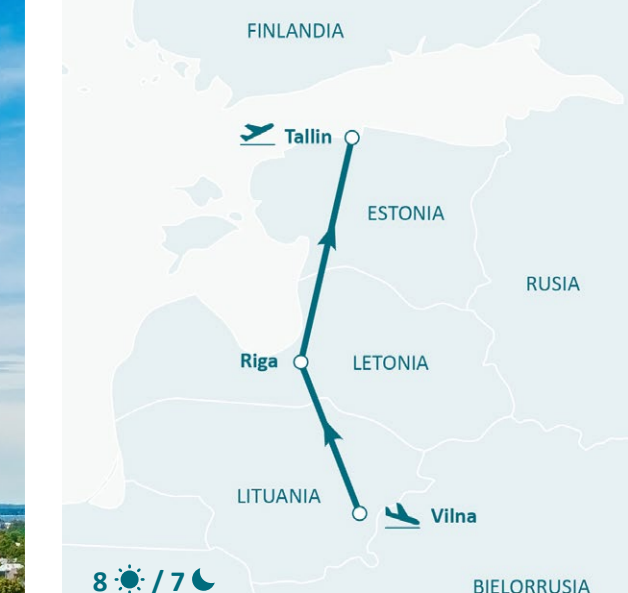 FINLANDIA
Tallin
ESTONIA
RUSIA
Riga
LETONIA
LITUANIA
Vilna
8 / 7
BIELORRUSIA